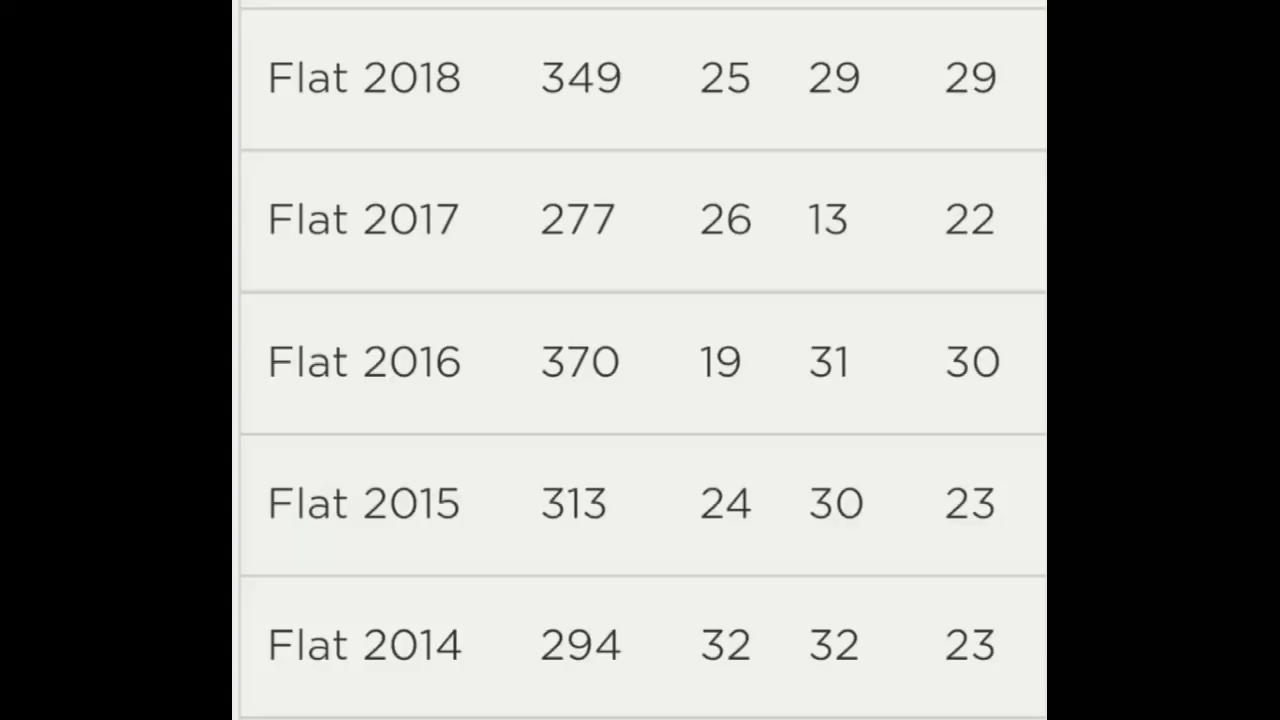 Flat 2018 349 25 29 29
Flat 2017 277 26 13 22
Flat 2016 370 19 31 30
Flat 2015 313 24 30 23
Flat 2014 294 32 32 23